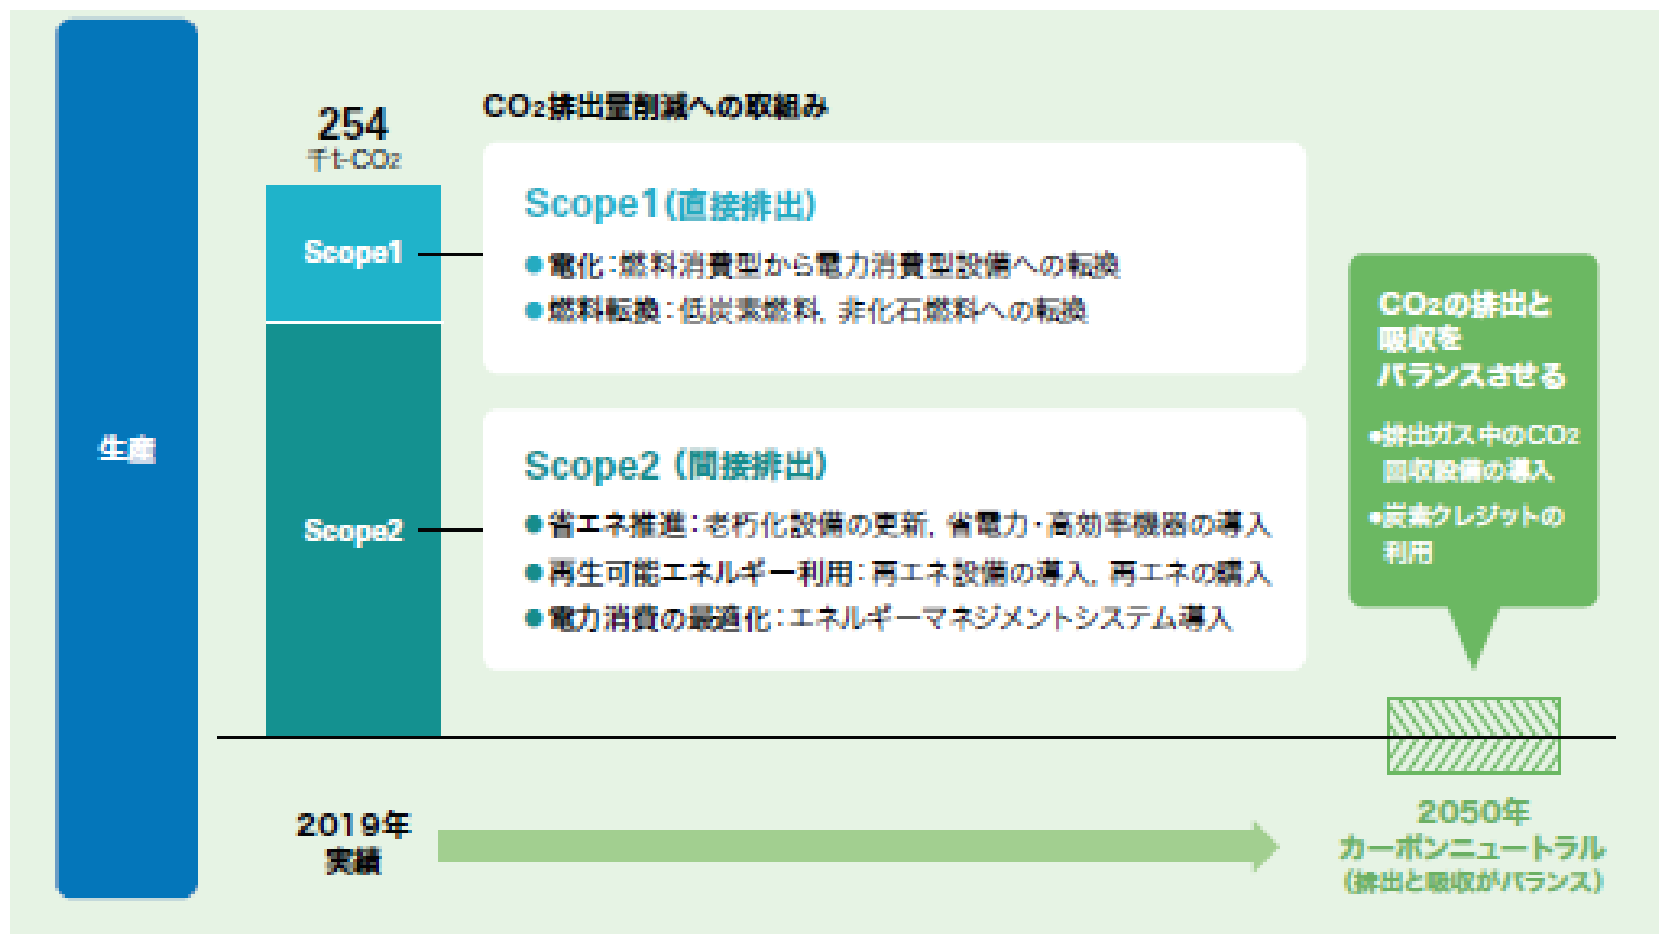 生産
254
千t-CO2
Scope1
Scope2
CO2排出量削減への取組み
Scope1(直接排出)
●電化:燃料消費型から電力消費型設備への転換
●燃料転換:低炭素燃料, 非化石燃料への転換
Scope2 (間接排出)
●省エネ推進:老朽化設備の更新, 省電力・高効率機器の導入
●再生可能エネルギー利用:再エネ設備の導入, 再エネの購入
●電力消費の最適化:エネルギーマネジメントシステム導入
CO2の排出と
吸収を
バランスさせる
●排出ガス中のCO2
回収設備の導入
●炭素クレジットの
利用
2019年
実績
2050年
カーボンニュートラル
(排出と吸収がバランス)